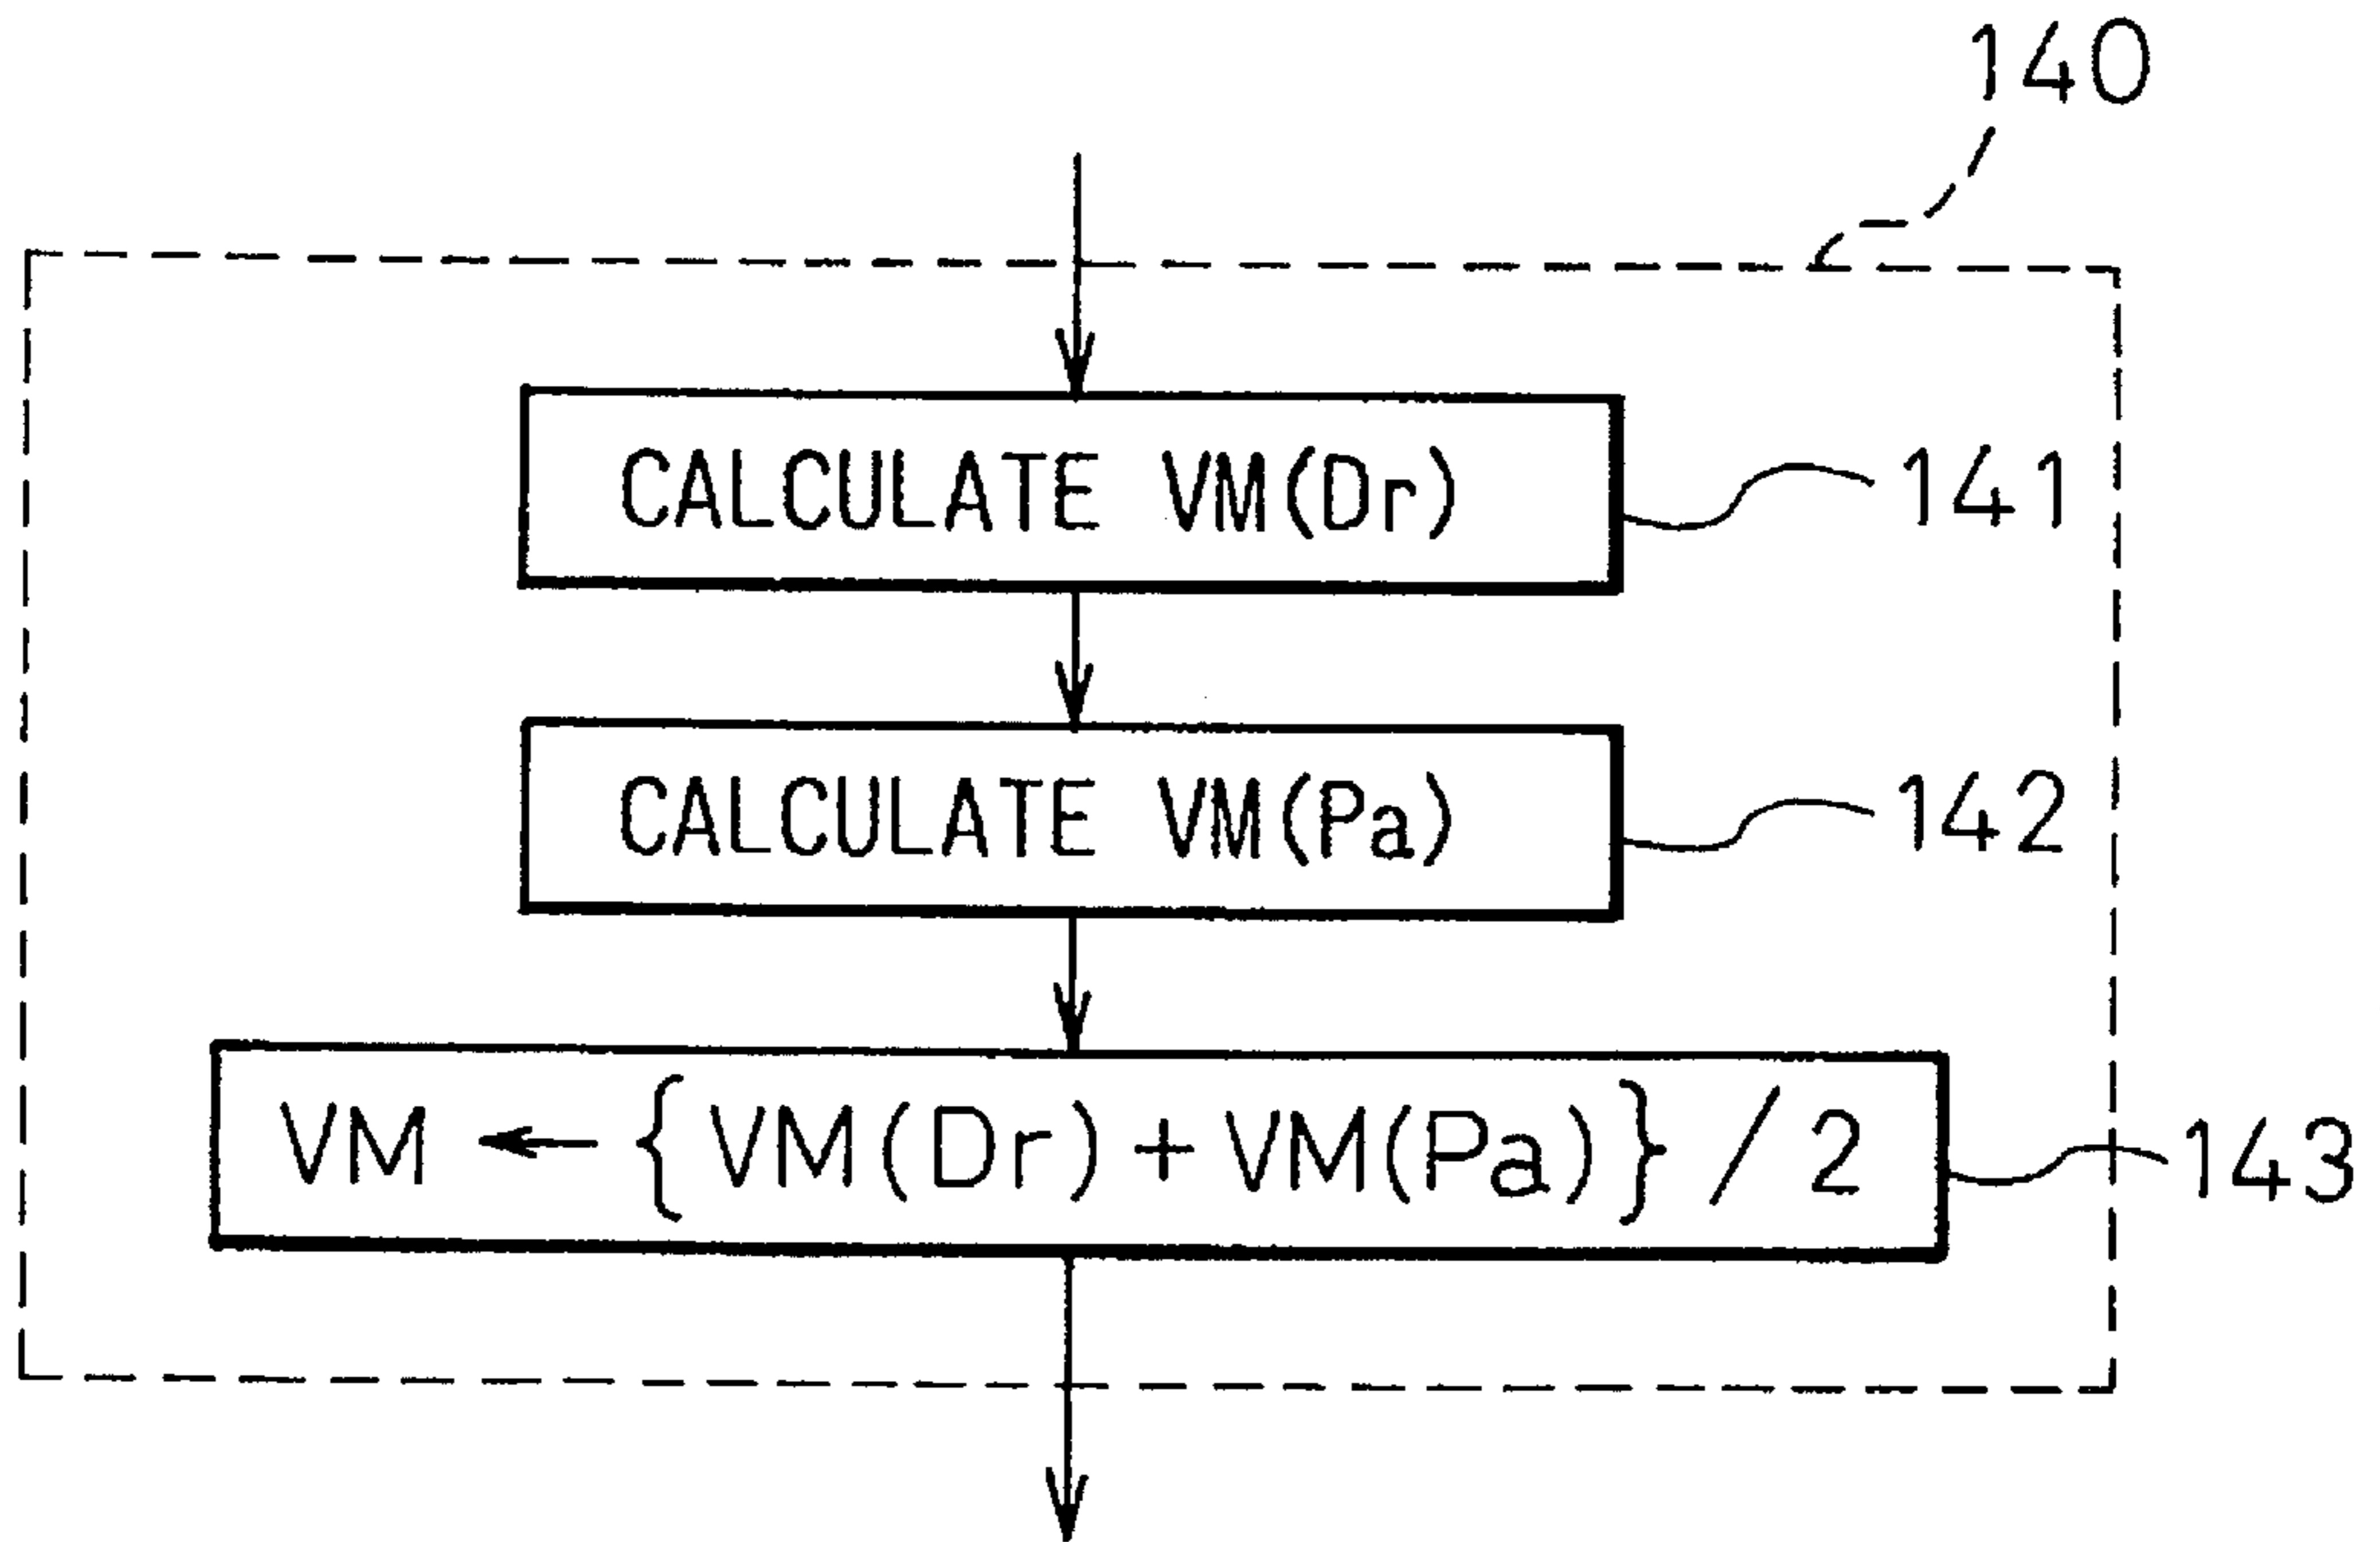 140
CALCULATE VM(Dr)
141
CALCULATE VM(Pa)
142
VM ← {VM(Dr)+VM(Pa)}/2
143